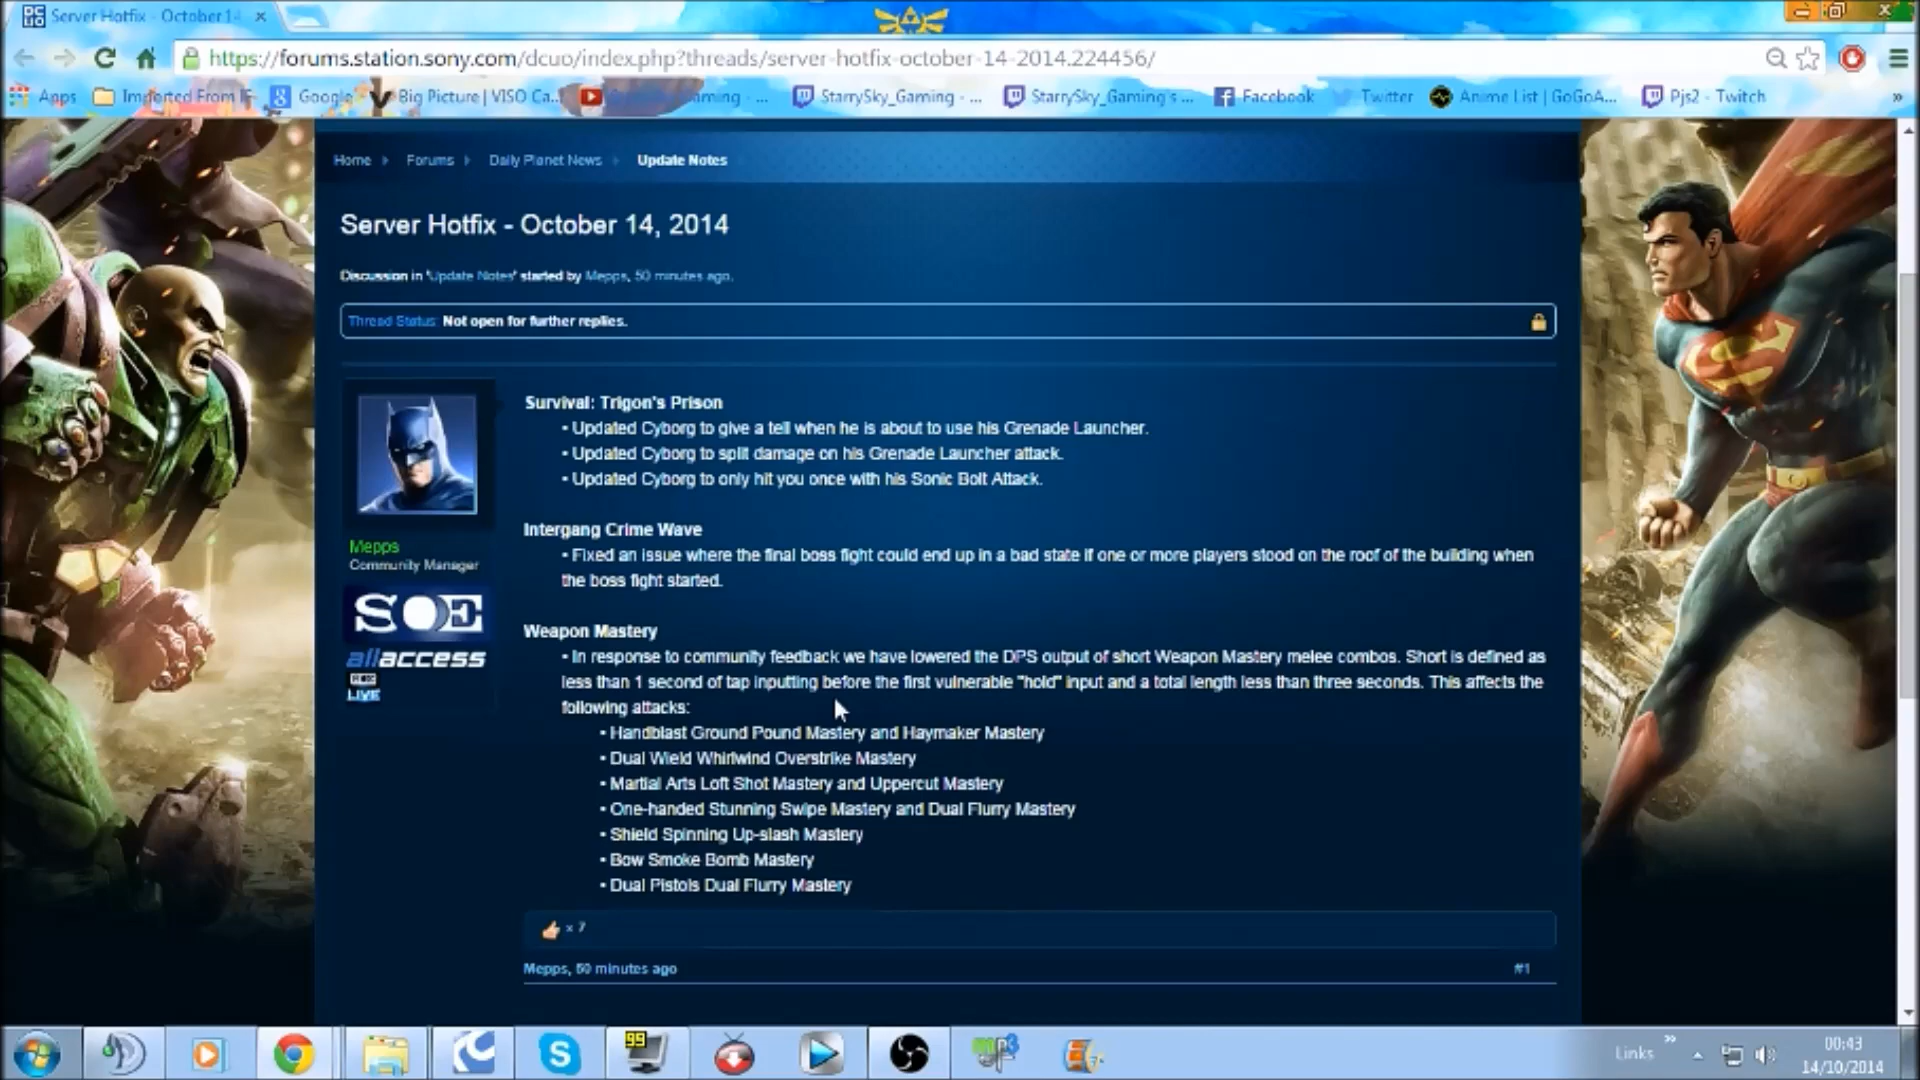 Server Hotfix - October 14
https://forums.station.sony.com/dcuo/index.php?threads/server-hotfix-october-14-2014.224456/
Apps Imported From IE Google Big Picture | VISO Ca... aming - ... StarrySky_Gaming - ... StarrySky_Gaming's ... Facebook Twitter Anime List | GoGoA... Pjs2 - Twitch »
Home Forums Daily Planet News Update Notes
Server Hotfix - October 14, 2014
Discussion in 'Update Notes' started by Mepps, 50 minutes ago.
Thread Status: Not open for further replies.
Survival: Trigon's Prison
• Updated Cyborg to give a tell when he is about to use his Grenade Launcher.
• Updated Cyborg to split damage on his Grenade Launcher attack.
• Updated Cyborg to only hit you once with his Sonic Bolt Attack.
Intergang Crime Wave
• Fixed an issue where the final boss fight could end up in a bad state if one or more players stood on the roof of the building when
the boss fight started.
Weapon Mastery
• In response to community feedback we have lowered the DPS output of short Weapon Mastery melee combos. Short is defined as
less than 1 second of tap inputting before the first vulnerable "hold" input and a total length less than three seconds. This affects the
following attacks:
• Handblast Ground Pound Mastery and Haymaker Mastery
• Dual Wield Whirlwind Overstrike Mastery
• Martial Arts Loft Shot Mastery and Uppercut Mastery
• One-handed Stunning Swipe Mastery and Dual Flurry Mastery
• Shield Spinning Up-slash Mastery
• Bow Smoke Bomb Mastery
• Dual Pistols Dual Flurry Mastery
Mepps
Community Manager
SOE
allaccess
SOE
LIVE
x 7
Mepps, 50 minutes ago #1
99
Links »
00:43
14/10/2014